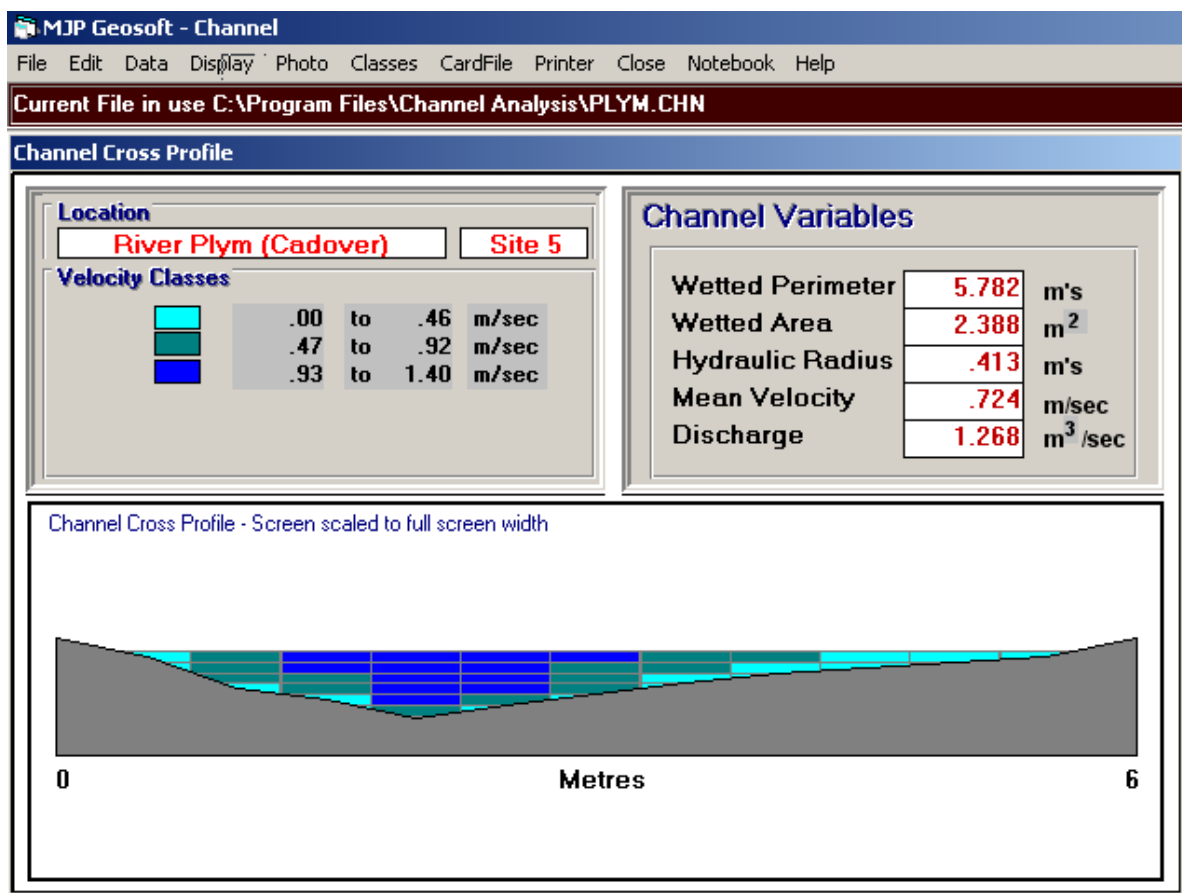 MJP Geosoft - Channel
File Edit Data Display Photo Classes CardFile Printer Close Notebook Help
Current File in use C:\Program Files\Channel Analysis\PLYM.CHN
Channel Cross Profile
Location
River Plym (Cadover) Site 5
Velocity Classes
.00 to .46 m/sec
.47 to .92 m/sec
.93 to 1.40 m/sec
Channel Variables
Wetted Perimeter 5.782 m's
Wetted Area 2.388 m²
Hydraulic Radius .413 m's
Mean Velocity .724 m/sec
Discharge 1.268 m³/sec
Channel Cross Profile - Screen scaled to full screen width
0 Metres 6